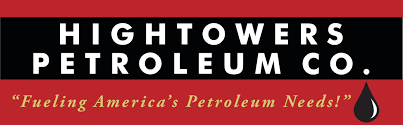 HIGHTOWERS
PETROLEUM CO.
“Fueling America’s Petroleum Needs!”